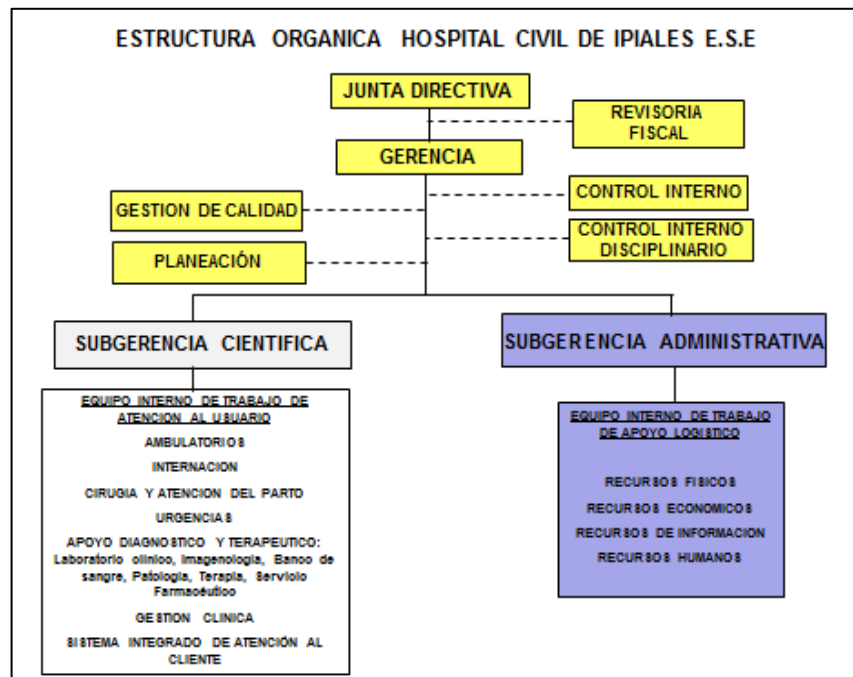 ESTRUCTURA ORGANICA HOSPITAL CIVIL DE IPIALES E.S.E
JUNTA DIRECTIVA
REVISORIA
FISCAL
GERENCIA
CONTROL INTERNO
GESTION DE CALIDAD
CONTROL INTERNO
DISCIPLINARIO
PLANEACIÓN
SUBGERENCIA CIENTIFICA
SUBGERENCIA ADMINISTRATIVA
EQUIPO INTERNO DE TRABAJO DE
ATENCION AL USUARIO
AMBULATORIOS
INTERNACION
CIRUGIA Y ATENCION DEL PARTO
URGENCIAS
APOYO DIAGNOSTICO Y TERAPEUTICO:
Laboratorio clinico, Imagenologia, Banco de
sangre, Patologia, Terapia, Servicio
Farmacéutico
GESTION CLINICA
SISTEMA INTEGRADO DE ATENCIÓN AL
CLIENTE
EQUIPO INTERNO DE TRABAJO
DE APOYO LOGISTICO
RECURSOS FISICOS
RECURSOS ECONOMICOS
RECURSOS DE INFORMACION
RECURSOS HUMANOS